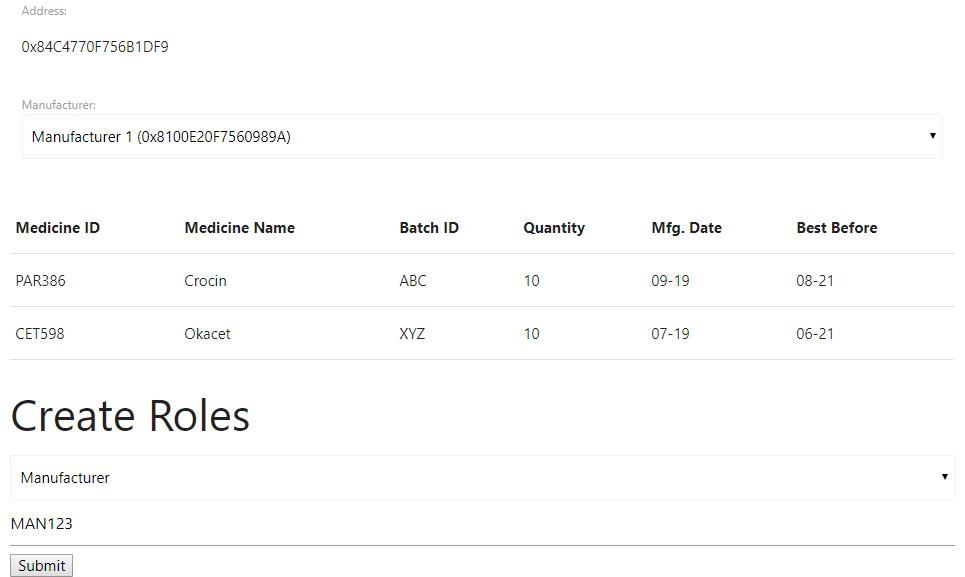 Address:
0x84C4770F756B1DF9
Manufacturer:
Manufacturer 1 (0x8100E20F7560989A)
Medicine ID Medicine Name Batch ID Quantity Mfg. Date Best Before
PAR386 Crocin ABC 10 09-19 08-21
CET598 Okacet XYZ 10 07-19 06-21
Create Roles
Manufacturer
MAN123
Submit